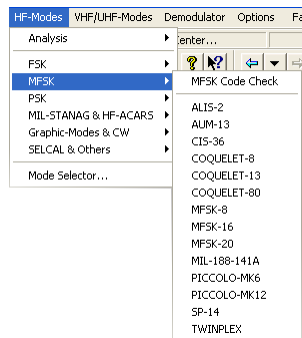 HF-Modes VHF/UHF-Modes Demodulator Options
Analysis
enter...
FSK
MFSK
PSK
MIL-STANAG & HF-ACARS
Graphic-Modes & CW
SELCAL & Others
Mode Selector...
MFSK Code Check
ALIS-2
AUM-13
CIS-36
COQUELET-8
COQUELET-13
COQUELET-80
MFSK-8
MFSK-16
MFSK-20
MIL-188-141A
PICCOLO-MK6
PICCOLO-MK12
SP-14
TWINPLEX